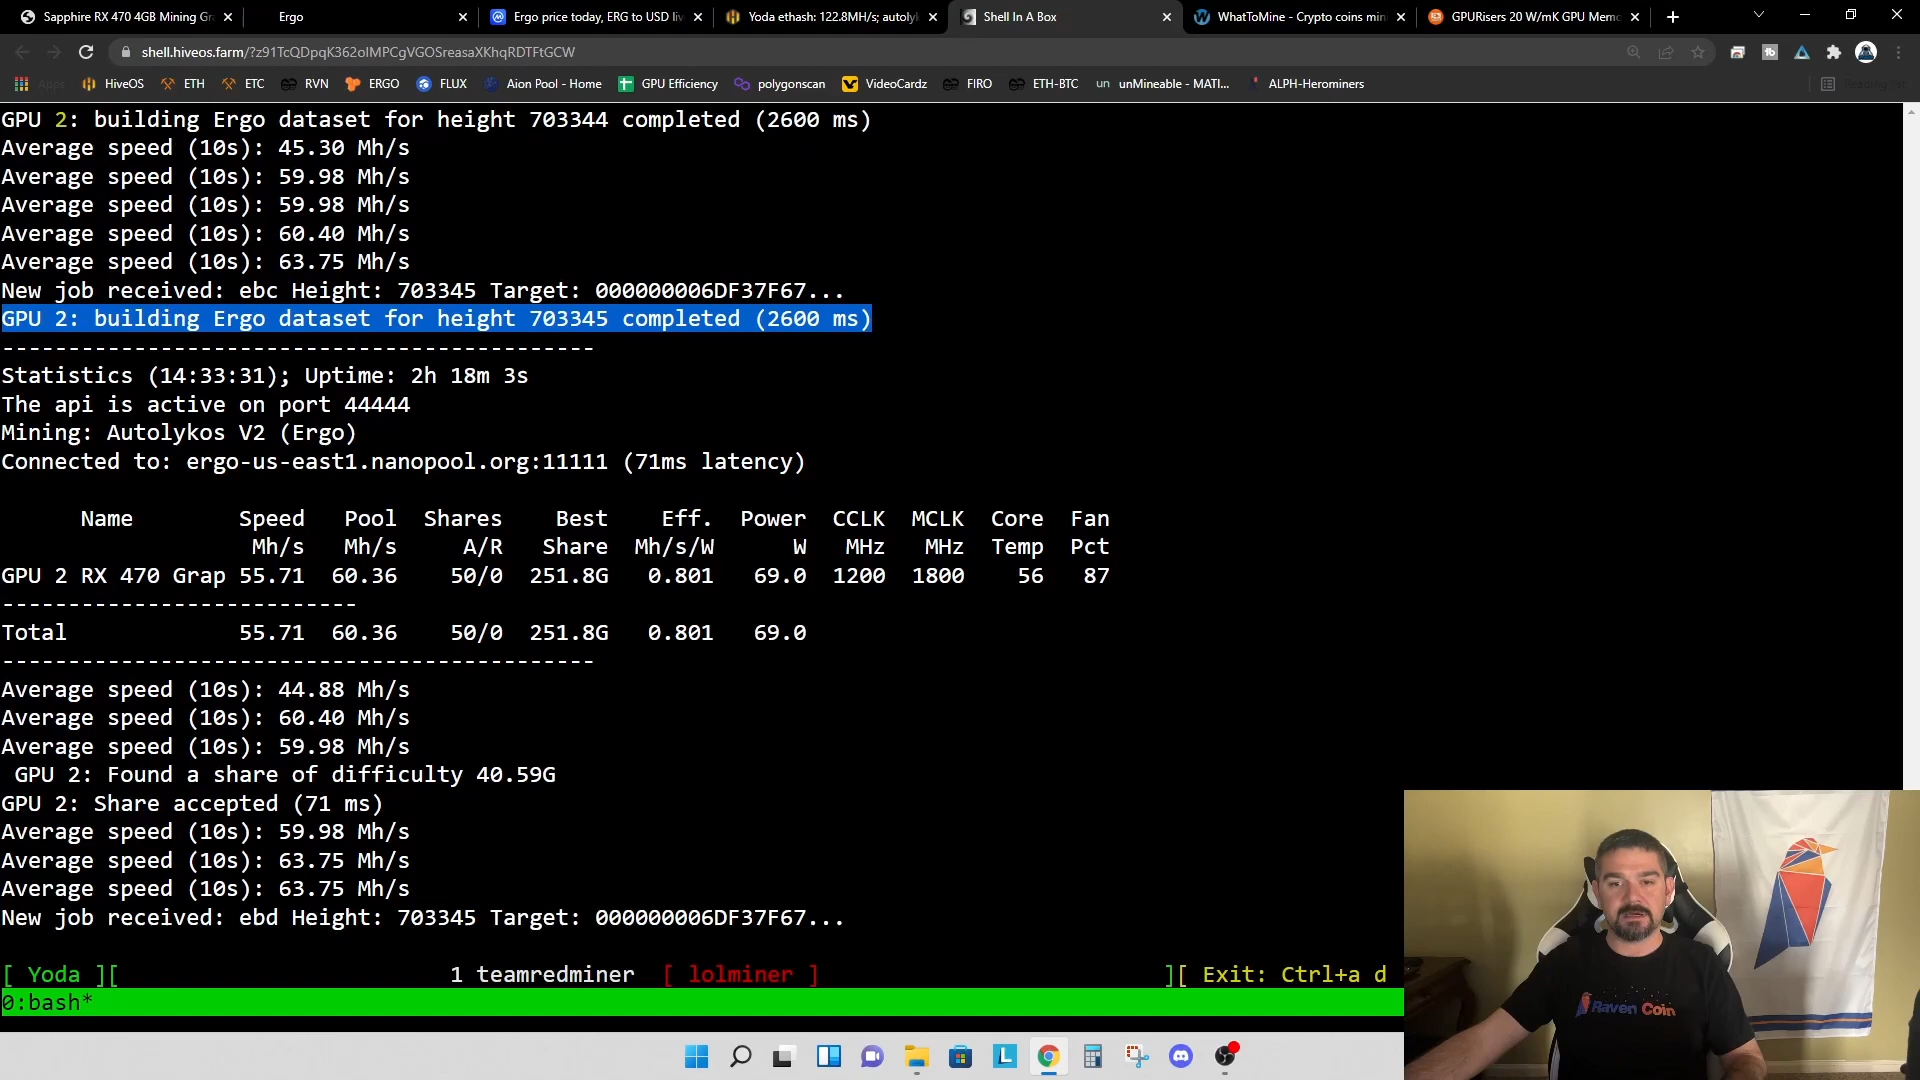 Sapphire RX 470 4GB Mining Gr
Ergo
Ergo price today, ERG to USD liv
Yoda ethash: 122.8MH/s; autolyk
Shell In A Box
WhatToMine - Crypto coins min
GPURisers 20 W/mK GPU Memo
shell.hiveos.farm/?z91TcQDpqK362oIMPCgVGOSreasaXKhqRDTFtGCW
Apps
HiveOS
ETH
ETC
RVN
ERGO
FLUX
Aion Pool - Home
GPU Efficiency
polygonscan
VideoCardz
FIRO
ETH-BTC
un unMineable - MATI...
ALPH-Herominers
Reading list
GPU 2: building Ergo dataset for height 703344 completed (2600 ms)
Average speed (10s): 45.30 Mh/s
Average speed (10s): 59.98 Mh/s
Average speed (10s): 59.98 Mh/s
Average speed (10s): 60.40 Mh/s
Average speed (10s): 63.75 Mh/s
New job received: ebc Height: 703345 Target: 000000006DF37F67...
GPU 2: building Ergo dataset for height 703345 completed (2600 ms)
---------------------------------------------
Statistics (14:33:31); Uptime: 2h 18m 3s
The api is active on port 44444
Mining: Autolykos V2 (Ergo)
Connected to: ergo-us-east1.nanopool.org:11111 (71ms latency)
Name Speed Pool Shares Best Eff. Power CCLK MCLK Core Fan
Mh/s Mh/s A/R Share Mh/s/W W MHz MHz Temp Pct
GPU 2 RX 470 Grap 55.71 60.36 50/0 251.8G 0.801 69.0 1200 1800 56 87
---------------------------
Total 55.71 60.36 50/0 251.8G 0.801 69.0
---------------------------------------------
Average speed (10s): 44.88 Mh/s
Average speed (10s): 60.40 Mh/s
Average speed (10s): 59.98 Mh/s
GPU 2: Found a share of difficulty 40.59G
GPU 2: Share accepted (71 ms)
Average speed (10s): 59.98 Mh/s
Average speed (10s): 63.75 Mh/s
Average speed (10s): 63.75 Mh/s
New job received: ebd Height: 703345 Target: 000000006DF37F67...
[ Yoda ][ 1 teamredminer [ lolminer ] ][ Exit: Ctrl+a d
0:bash*
Raven Coin